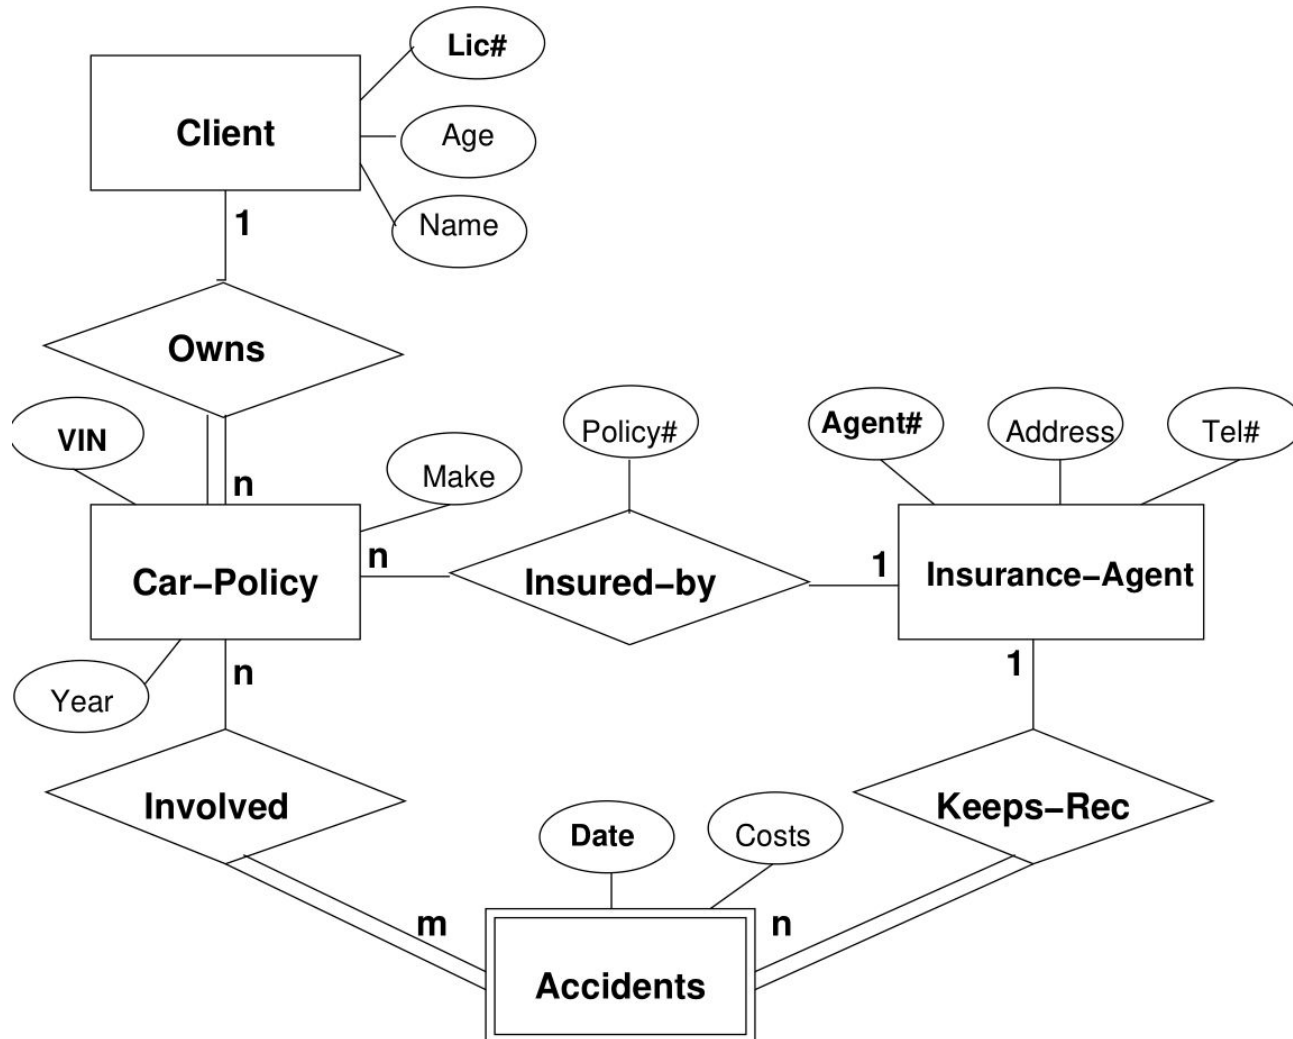 Lic#
Client
Age
Name
1
Owns
VIN
n
Make
Policy#
Agent#
Address
Tel#
Car-Policy
n
Insured-by
1
Insurance-Agent
Year
n
1
Involved
Keeps-Rec
Date
Costs
m
n
Accidents